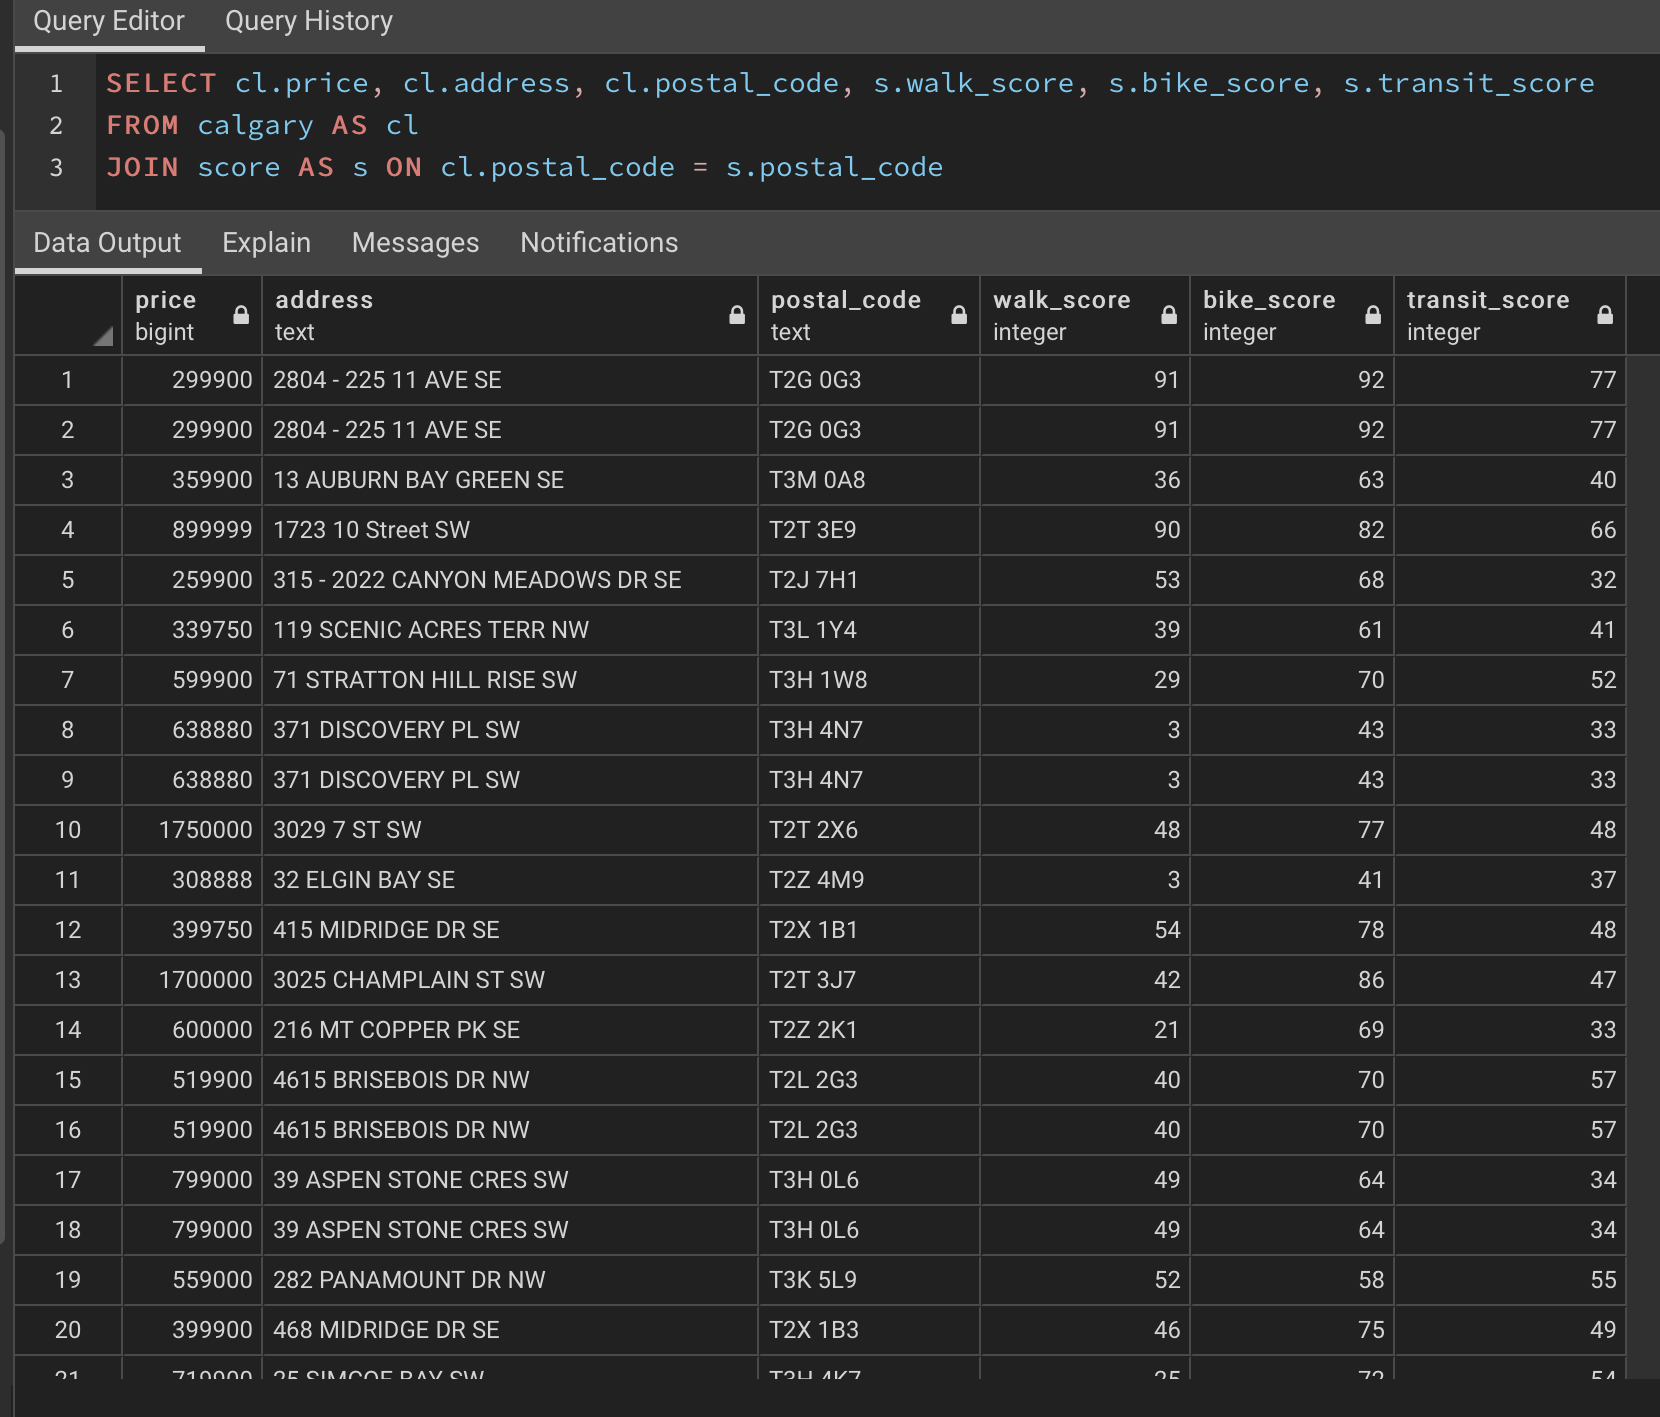 Query Editor Query History
1 SELECT cl.price, cl.address, cl.postal_code, s.walk_score, s.bike_score, s.transit_score
2 FROM calgary AS cl
3 JOIN score AS s ON cl.postal_code = s.postal_code
Data Output Explain Messages Notifications
price address postal_code walk_score bike_score transit_score
bigint text text integer integer integer
1 299900 2804 - 225 11 AVE SE T2G 0G3 91 92 77
2 299900 2804 - 225 11 AVE SE T2G 0G3 91 92 77
3 359900 13 AUBURN BAY GREEN SE T3M 0A8 36 63 40
4 899999 1723 10 Street SW T2T 3E9 90 82 66
5 259900 315 - 2022 CANYON MEADOWS DR SE T2J 7H1 53 68 32
6 339750 119 SCENIC ACRES TERR NW T3L 1Y4 39 61 41
7 599900 71 STRATTON HILL RISE SW T3H 1W8 29 70 52
8 638880 371 DISCOVERY PL SW T3H 4N7 3 43 33
9 638880 371 DISCOVERY PL SW T3H 4N7 3 43 33
10 1750000 3029 7 ST SW T2T 2X6 48 77 48
11 308888 32 ELGIN BAY SE T2Z 4M9 3 41 37
12 399750 415 MIDRIDGE DR SE T2X 1B1 54 78 48
13 1700000 3025 CHAMPLAIN ST SW T2T 3J7 42 86 47
14 600000 216 MT COPPER PK SE T2Z 2K1 21 69 33
15 519900 4615 BRISEBOIS DR NW T2L 2G3 40 70 57
16 519900 4615 BRISEBOIS DR NW T2L 2G3 40 70 57
17 799000 39 ASPEN STONE CRES SW T3H 0L6 49 64 34
18 799000 39 ASPEN STONE CRES SW T3H 0L6 49 64 34
19 559000 282 PANAMOUNT DR NW T3K 5L9 52 58 55
20 399900 468 MIDRIDGE DR SE T2X 1B3 46 75 49
21 719900 25 SIMCOE BAY SW T3H 4K7 25 72 54